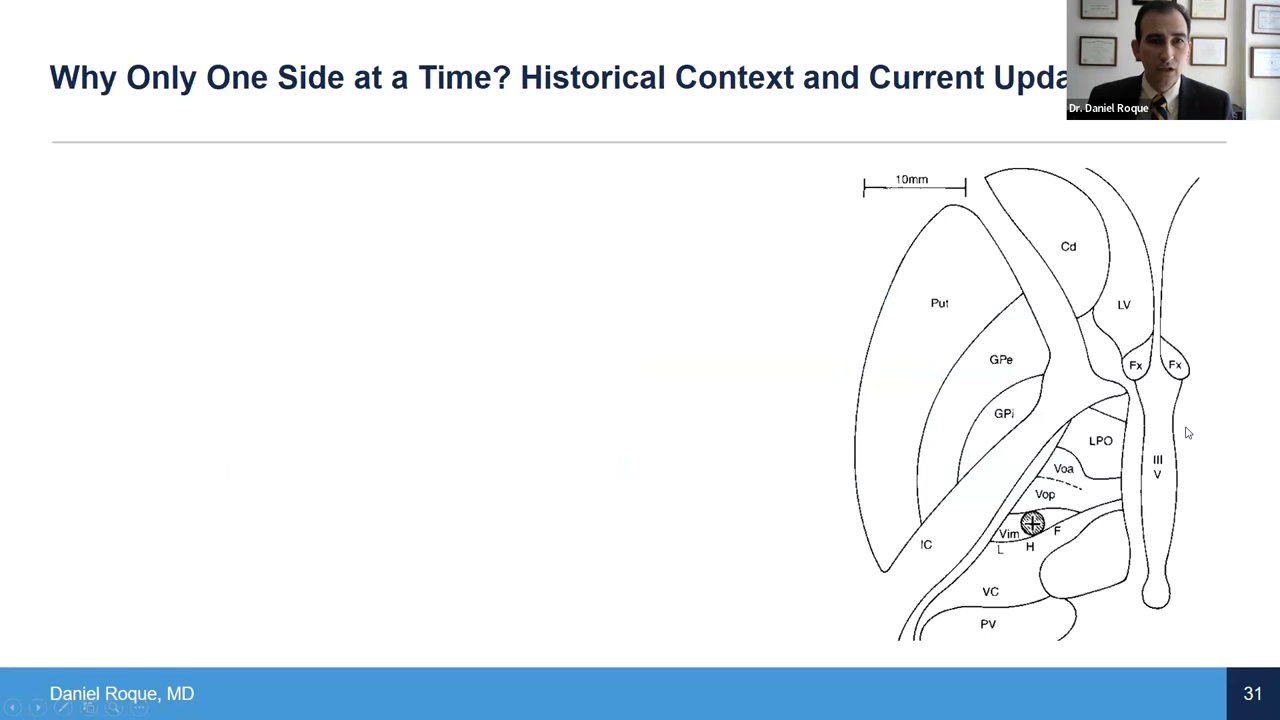 Why Only One Side at a Time? Historical Context and Current Upda
Dr. Daniel Roque
10mm
Cd
Put
LV
GPe
Fx
Fx
GPi
LPO
Voa
III
V
Vop
Vim
F
IC
L
H
VC
PV
Daniel Roque, MD
31